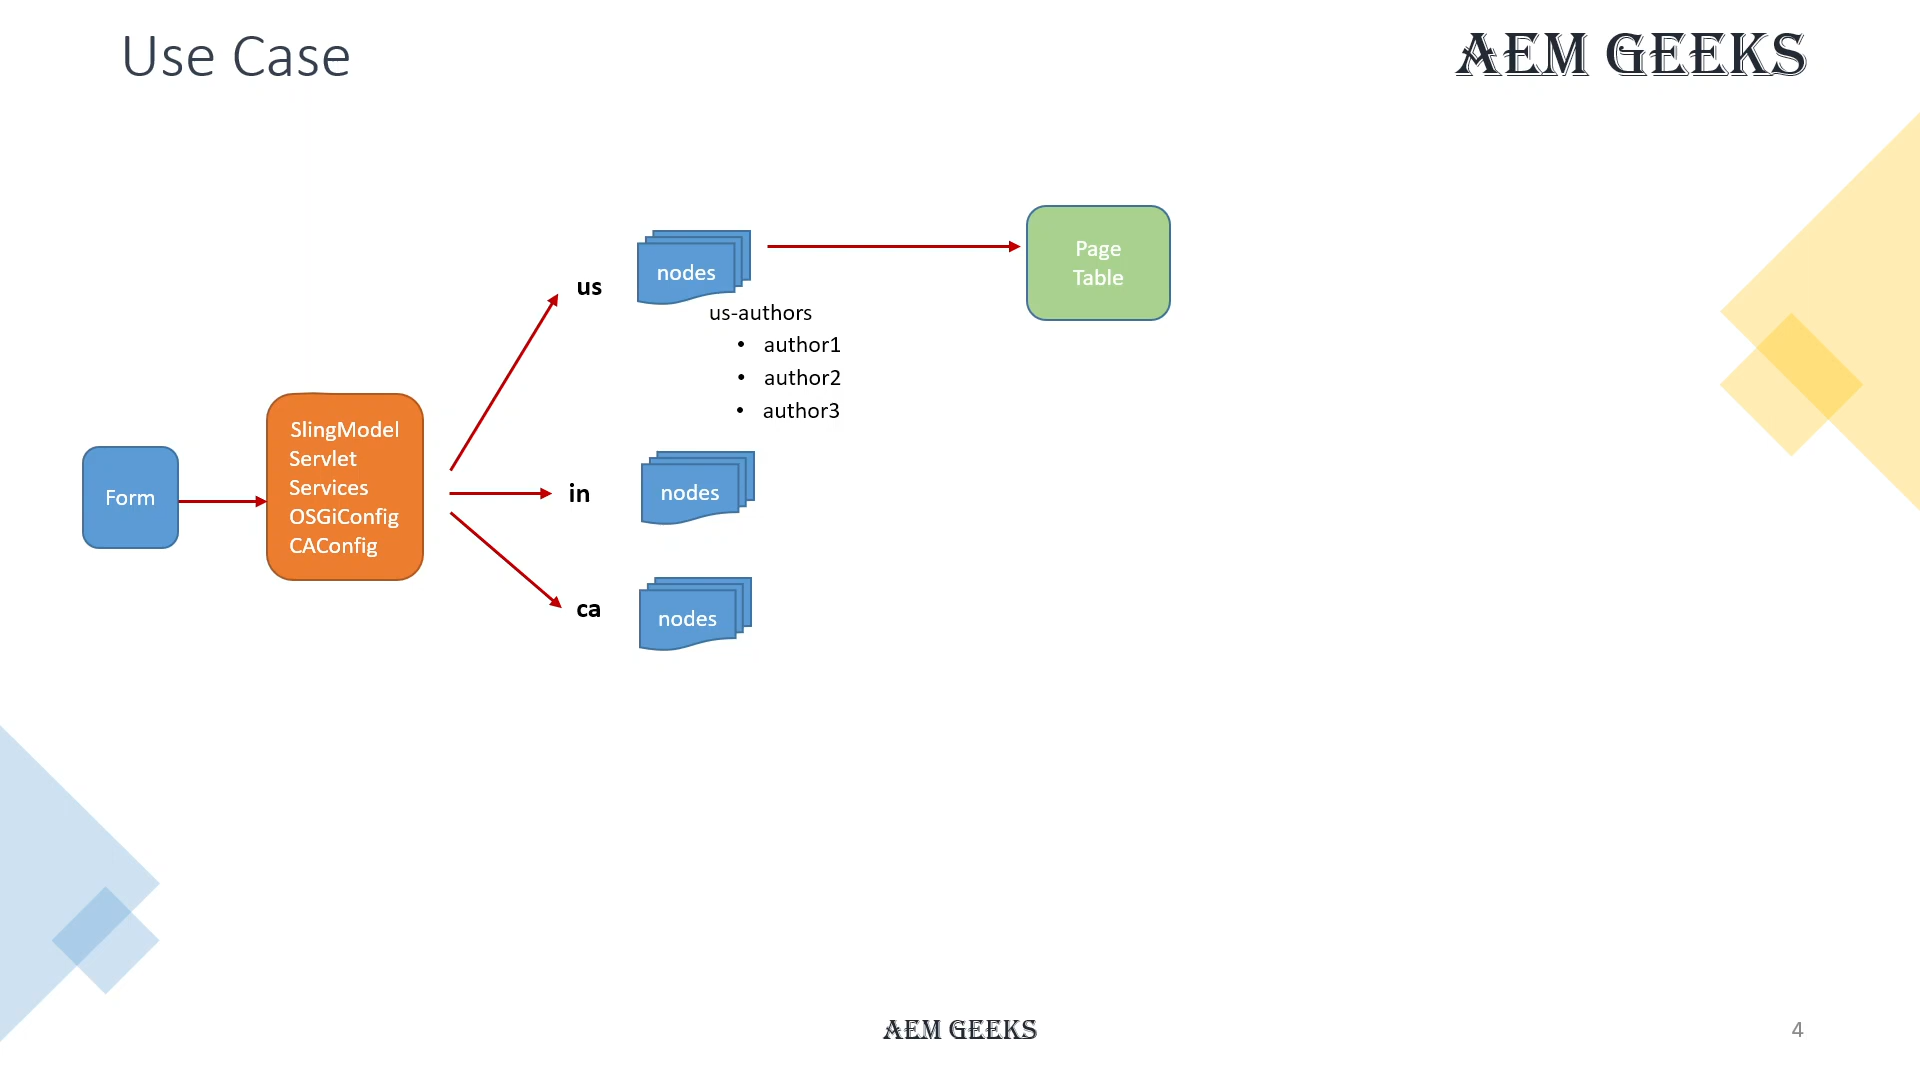 Use Case
AEM GEEKS
Form
SlingModel
Servlet
Services
OSGiConfig
CAConfig
us
nodes
us-authors
• author1
• author2
• author3
in
nodes
ca
nodes
Page
Table
AEM GEEKS
4